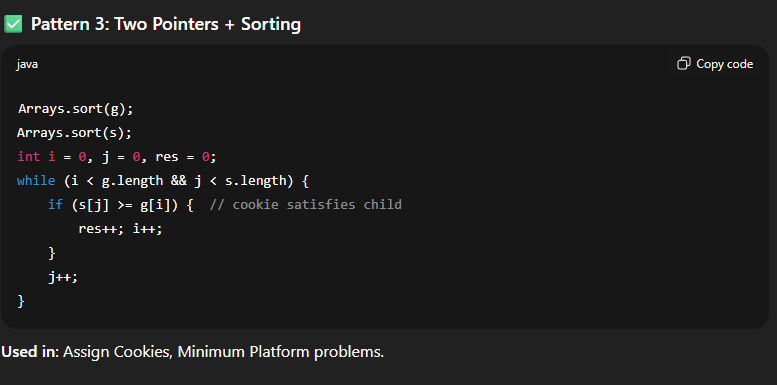 ✅ Pattern 3: Two Pointers + Sorting
java
Copy code
Arrays.sort(g);
Arrays.sort(s);
int i = 0, j = 0, res = 0;
while (i < g.length && j < s.length) {
    if (s[j] >= g[i]) {  // cookie satisfies child
        res++; i++;
    }
    j++;
}
Used in: Assign Cookies, Minimum Platform problems.